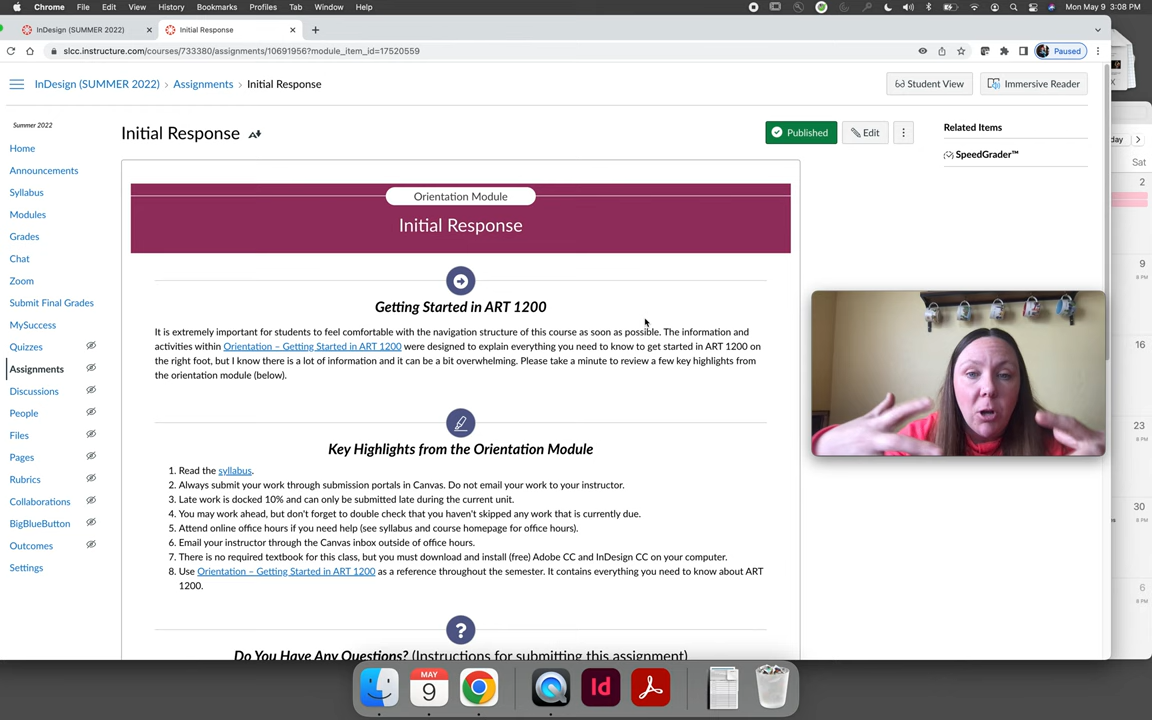 Chrome File Edit View History Bookmarks Profiles Tab Window Help Mon May 9 3:08 PM
InDesign (SUMMER 2022) Initial Response
slcc.instructure.com/courses/733380/assignments/10691956?module_item_id=17520559 Paused
InDesign (SUMMER 2022) › Assignments › Initial Response Student View Immersive Reader
Summer 2022
Home
Announcements
Syllabus
Modules
Grades
Chat
Zoom
Submit Final Grades
MySuccess
Quizzes
Assignments
Discussions
People
Files
Pages
Rubrics
Collaborations
BigBlueButton
Outcomes
Settings
Initial Response
Published Edit
Related Items
SpeedGrader™
Orientation Module
Initial Response
Getting Started in ART 1200
It is extremely important for students to feel comfortable with the navigation structure of this course as soon as possible. The information and
activities within Orientation – Getting Started in ART 1200 were designed to explain everything you need to know to get started in ART 1200 on
the right foot, but I know there is a lot of information and it can be a bit overwhelming. Please take a minute to review a few key highlights from
the orientation module (below).
Key Highlights from the Orientation Module
1. Read the syllabus.
2. Always submit your work through submission portals in Canvas. Do not email your work to your instructor.
3. Late work is docked 10% and can only be submitted late during the current unit.
4. You may work ahead, but don't forget to double check that you haven't skipped any work that is currently due.
5. Attend online office hours if you need help (see syllabus and course homepage for office hours).
6. Email your instructor through the Canvas inbox outside of office hours.
7. There is no required textbook for this class, but you must download and install (free) Adobe CC and InDesign CC on your computer.
8. Use Orientation – Getting Started in ART 1200 as a reference throughout the semester. It contains everything you need to know about ART
1200.
?
Do You Have Any Questions? (Instructions for submitting this assignment)
day
Sat
2
9
8 PM
16
23
8 PM
30
8 PM
6
8 PM
MAY
9
Id